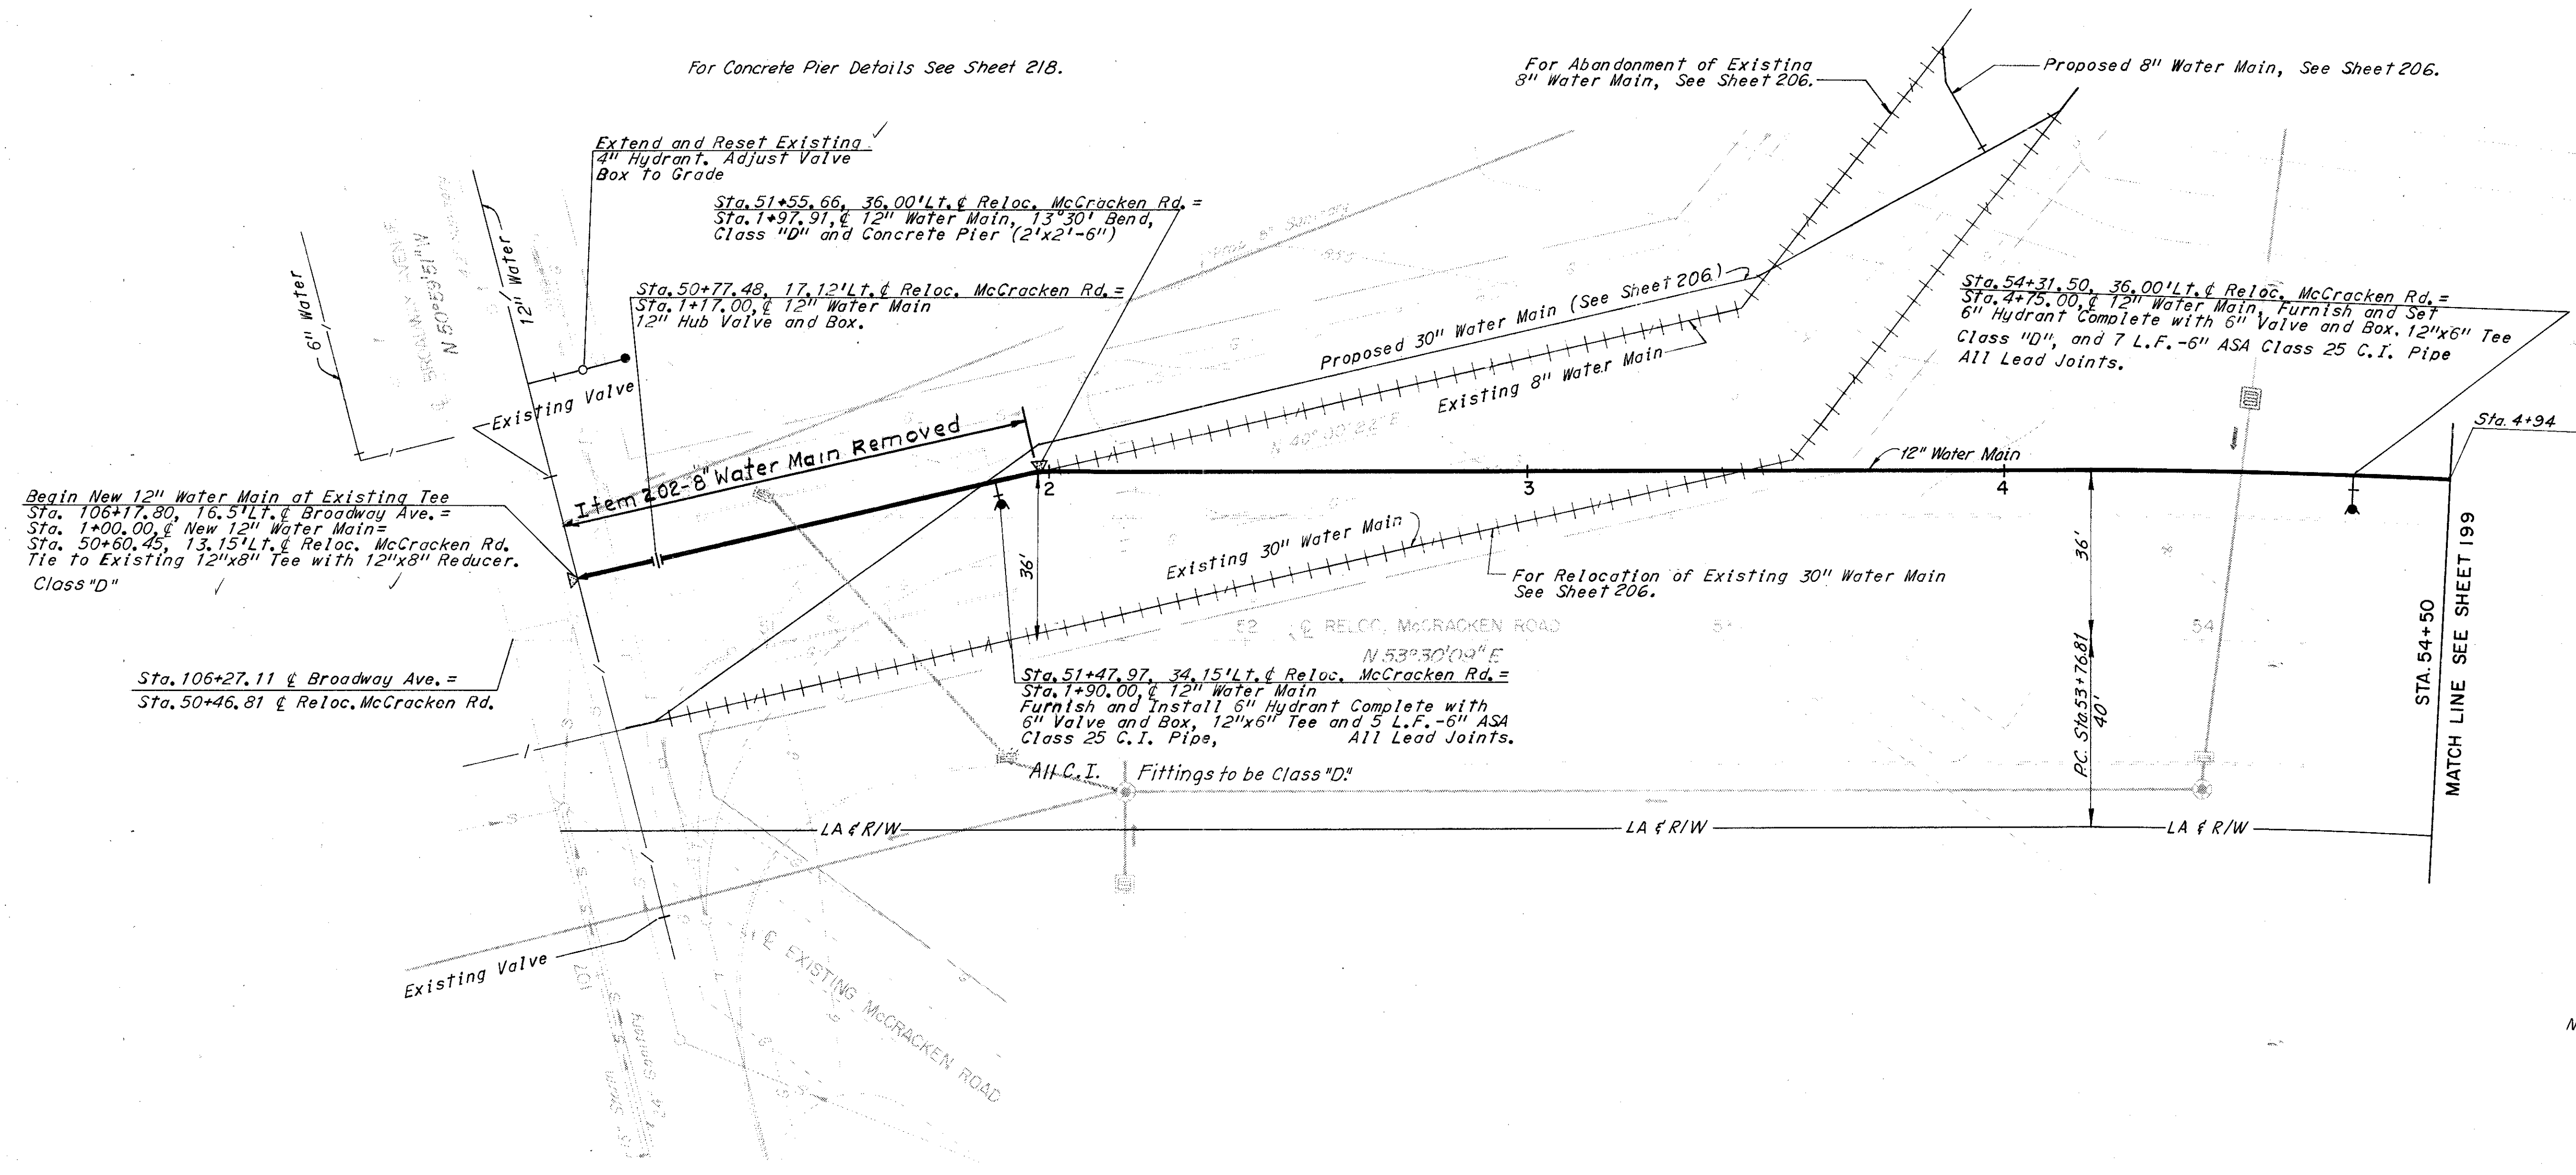 For Concrete Pier Details See Sheet 218.
For Abandonment of Existing
8" Water Main, See Sheet 206.
Proposed 8" Water Main, See Sheet 206.
Extend and Reset Existing
4" Hydrant. Adjust Valve
Box to Grade
Sta. 51+55.66, 36.00' Lt. ℄ Reloc. McCracken Rd. =
Sta. 1+97.91, ℄ 12" Water Main, 13°30' Bend,
Class "D" and Concrete Pier (2'x2'-6")
6" Water
N 50°59'51" W
12" Water
Sta. 50+77.48, 17.12' Lt. ℄ Reloc. McCracken Rd. =
Sta. 1+17.00, ℄ 12" Water Main
12" Hub Valve and Box.
Proposed 30" Water Main (See Sheet 206.)
Existing 8" Water Main
N 40°00'22" E
Sta. 54+31.50, 36.00' Lt. ℄ Reloc. McCracken Rd. =
Sta. 4+75.00, ℄ 12" Water Main, Furnish and Set
6" Hydrant Complete with 6" Valve and Box, 12"x6" Tee
Class "D", and 7 L.F.-6" ASA Class 25 C.I. Pipe
All Lead Joints.
Existing Valve
Item 202-8" Water Main Removed
Sta. 4+94
12" Water Main
2
3
4
Begin New 12" Water Main at Existing Tee
Sta. 106+17.80, 16.5' Lt. ℄ Broadway Ave. =
Sta. 1+00.00, ℄ New 12" Water Main=
Sta. 50+60.45, 13.15' Lt. ℄ Reloc. McCracken Rd.
Tie to Existing 12"x8" Tee with 12"x8" Reducer.
Class "D"
36'
Existing 30" Water Main
For Relocation of Existing 30" Water Main
See Sheet 206.
36'
52 ℄ RELOC. McCRACKEN ROAD
54
N 53°30'09" E
Sta. 106+27.11 ℄ Broadway Ave. =
Sta. 50+46.81 ℄ Reloc. McCracken Rd.
Sta. 51+47.97, 34.15' Lt. ℄ Reloc. McCracken Rd. =
Sta. 1+90.00, ℄ 12" Water Main
Furnish and Install 6" Hydrant Complete with
6" Valve and Box, 12"x6" Tee and 5 L.F.-6" ASA
Class 25 C.I. Pipe, All Lead Joints.
P.C. Sta. 53+76.81
40'
STA. 54+50
MATCH LINE SEE SHEET 199
All C.I. Fittings to be Class "D."
LA & R/W
LA & R/W
LA & R/W
Existing Valve
℄ EXISTING McCRACKEN ROAD